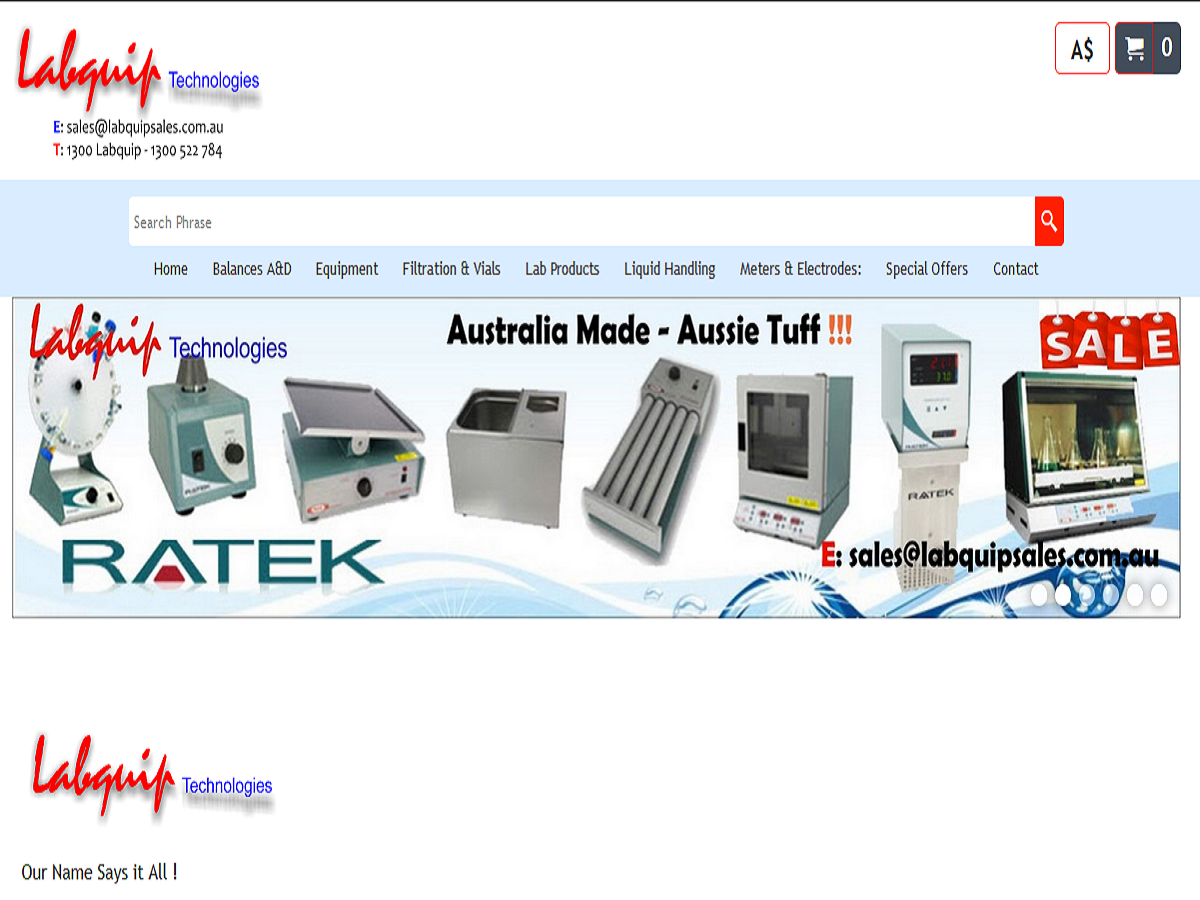 Labquip Technologies
E: sales@labquipsales.com.au
T: 1300 Labquip - 1300 522 784
A$
0
Search Phrase
Home Balances A&D Equipment Filtration & Vials Lab Products Liquid Handling Meters & Electrodes: Special Offers Contact
Labquip Technologies
Australia Made - Aussie Tuff !!!
SALE
RATEK
RATEK
RATEK
RATEK
E: sales@labquipsales.com.au
Labquip Technologies
Our Name Says it All !